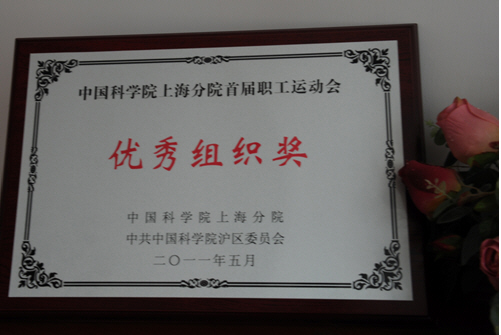 中国科学院上海分院首届职工运动会
优秀组织奖
中国科学院上海分院
中共中国科学院沪区委员会
二〇一一年五月